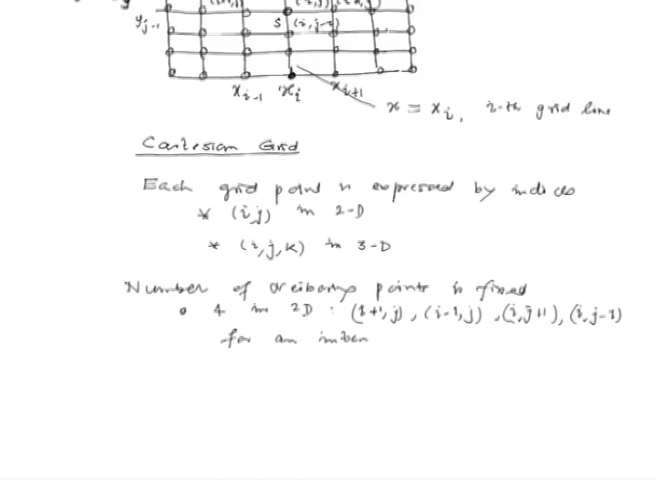 y_{j-1}
S (i,j-1)
x_{i-1} x_i x_{i+1}
x = x_i, i-th grid line
Cartesian Grid
Each grid point is expressed by indices
* (i,j) in 2-D
* (i,j,k) in 3-D
Number of neiboring points is fixed
o 4 in 2D : (i+1,j), (i-1,j), (i,j+1), (i,j-1)
for an inter